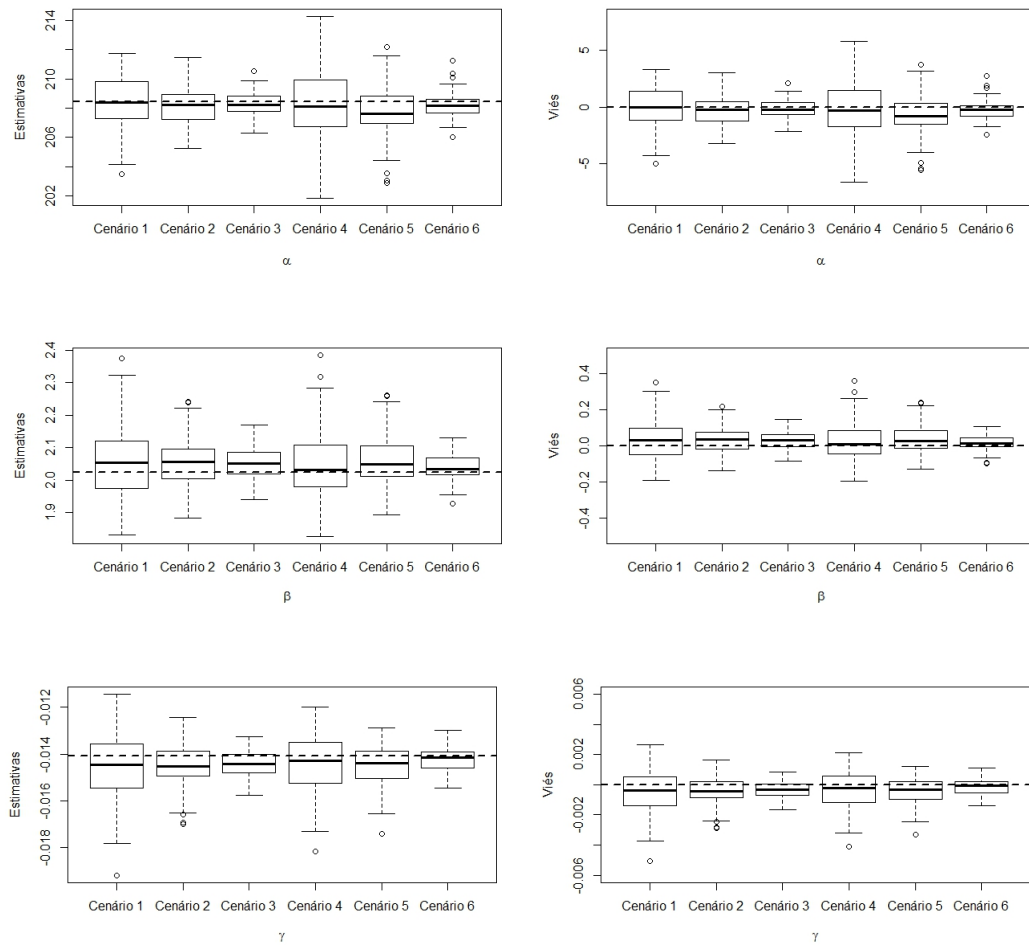 Estimativas
202
206
210
214
Cenário 1 Cenário 2 Cenário 3 Cenário 4 Cenário 5 Cenário 6
α
Viés
-5
0
5
Cenário 1 Cenário 2 Cenário 3 Cenário 4 Cenário 5 Cenário 6
α
Estimativas
1.9
2.0
2.1
2.2
2.3
2.4
Cenário 1 Cenário 2 Cenário 3 Cenário 4 Cenário 5 Cenário 6
β
Viés
-0.4
-0.2
0.0
0.2
0.4
Cenário 1 Cenário 2 Cenário 3 Cenário 4 Cenário 5 Cenário 6
β
Estimativas
-0.018
-0.016
-0.014
-0.012
Cenário 1 Cenário 2 Cenário 3 Cenário 4 Cenário 5 Cenário 6
γ
Viés
-0.006
-0.002
0.002
0.006
Cenário 1 Cenário 2 Cenário 3 Cenário 4 Cenário 5 Cenário 6
γ